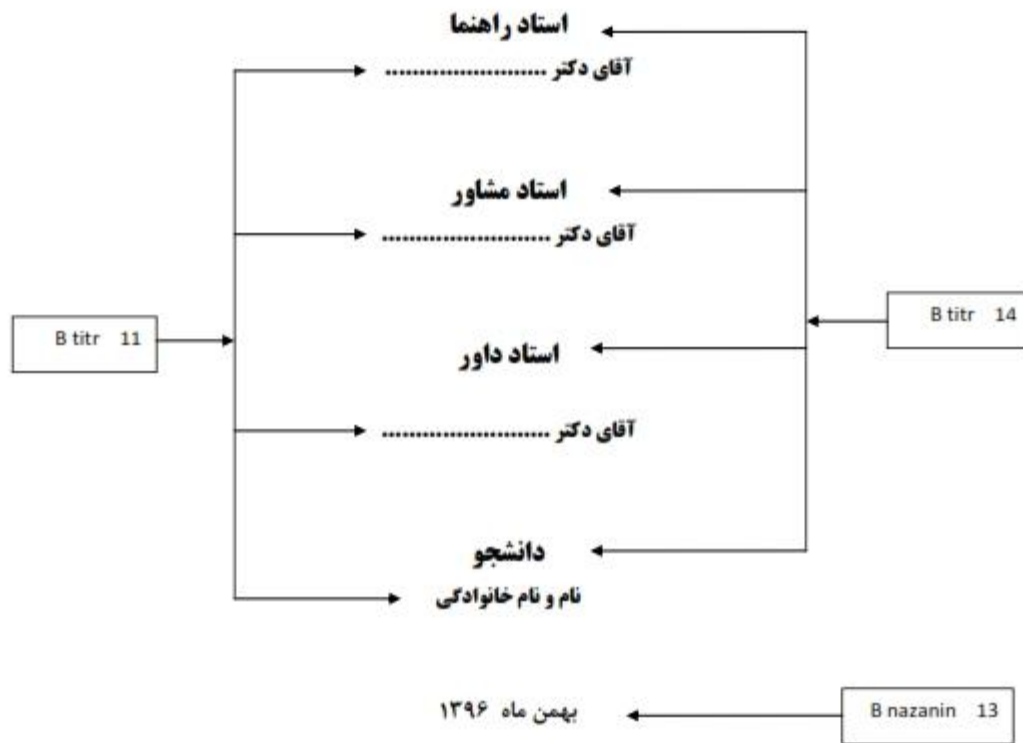 استاد راهنما
آقای دکتر ........................
استاد مشاور
آقای دکتر .........................
B titr 11
B titr 14
استاد داور
آقای دکتر .........................
دانشجو
نام و نام خانوادگی
بهمن ماه ۱۳۹۶
B nazanin 13